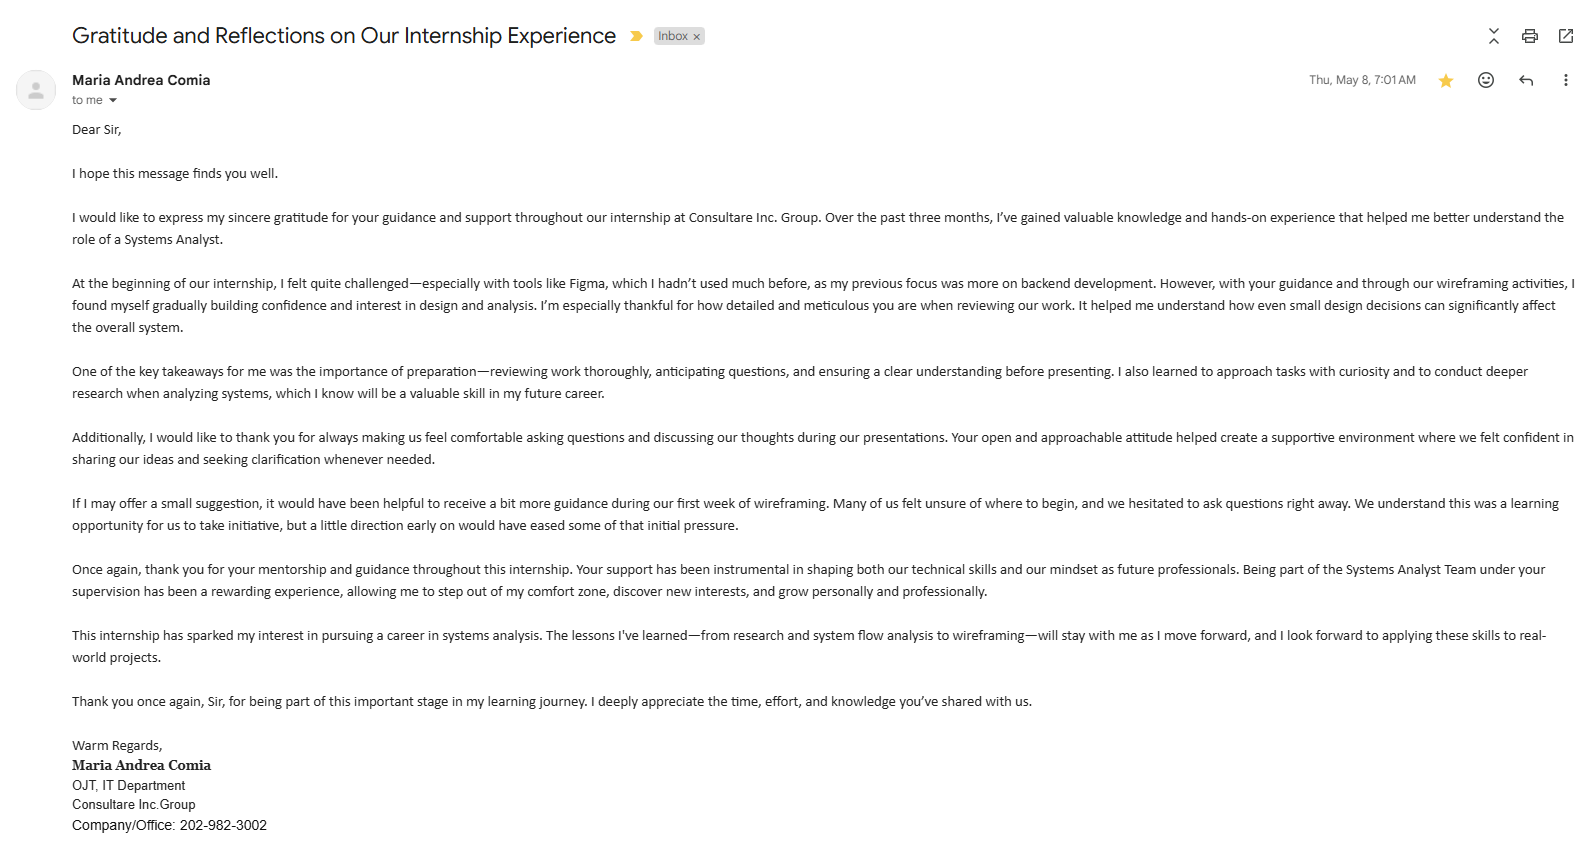 Gratitude and Reflections on Our Internship Experience
Inbox ×
Maria Andrea Comia
Thu, May 8, 7:01 AM
to me
Dear Sir,
I hope this message finds you well.
I would like to express my sincere gratitude for your guidance and support throughout our internship at Consultare Inc. Group. Over the past three months, I’ve gained valuable knowledge and hands-on experience that helped me better understand the
role of a Systems Analyst.
At the beginning of our internship, I felt quite challenged—especially with tools like Figma, which I hadn’t used much before, as my previous focus was more on backend development. However, with your guidance and through our wireframing activities, I
found myself gradually building confidence and interest in design and analysis. I’m especially thankful for how detailed and meticulous you are when reviewing our work. It helped me understand how even small design decisions can significantly affect
the overall system.
One of the key takeaways for me was the importance of preparation—reviewing work thoroughly, anticipating questions, and ensuring a clear understanding before presenting. I also learned to approach tasks with curiosity and to conduct deeper
research when analyzing systems, which I know will be a valuable skill in my future career.
Additionally, I would like to thank you for always making us feel comfortable asking questions and discussing our thoughts during our presentations. Your open and approachable attitude helped create a supportive environment where we felt confident in
sharing our ideas and seeking clarification whenever needed.
If I may offer a small suggestion, it would have been helpful to receive a bit more guidance during our first week of wireframing. Many of us felt unsure of where to begin, and we hesitated to ask questions right away. We understand this was a learning
opportunity for us to take initiative, but a little direction early on would have eased some of that initial pressure.
Once again, thank you for your mentorship and guidance throughout this internship. Your support has been instrumental in shaping both our technical skills and our mindset as future professionals. Being part of the Systems Analyst Team under your
supervision has been a rewarding experience, allowing me to step out of my comfort zone, discover new interests, and grow personally and professionally.
This internship has sparked my interest in pursuing a career in systems analysis. The lessons I've learned—from research and system flow analysis to wireframing—will stay with me as I move forward, and I look forward to applying these skills to real-
world projects.
Thank you once again, Sir, for being part of this important stage in my learning journey. I deeply appreciate the time, effort, and knowledge you’ve shared with us.
Warm Regards,
Maria Andrea Comia
OJT, IT Department
Consultare Inc.Group
Company/Office: 202-982-3002